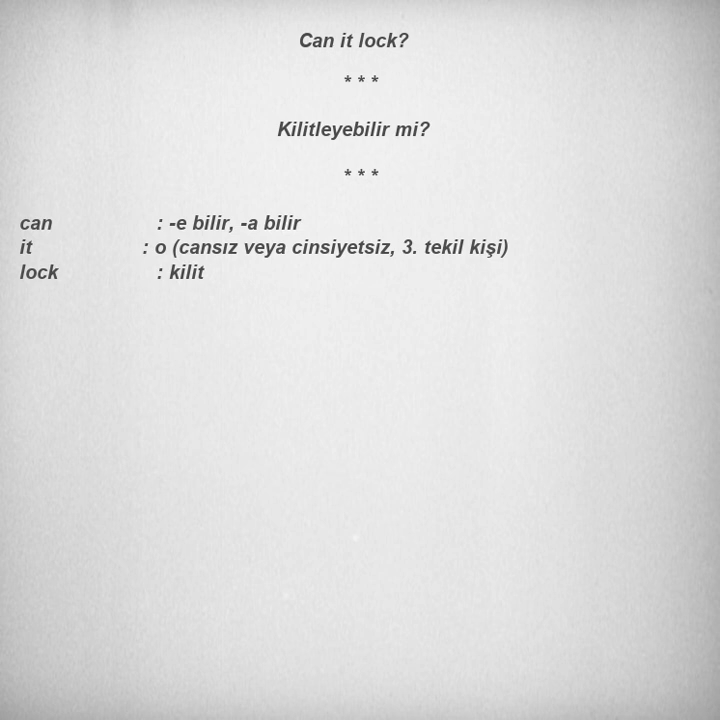 Can it lock?
* * *
Kilitleyebilir mi?
* * *
can : -e bilir, -a bilir
it : o (cansız veya cinsiyetsiz, 3. tekil kişi)
lock : kilit